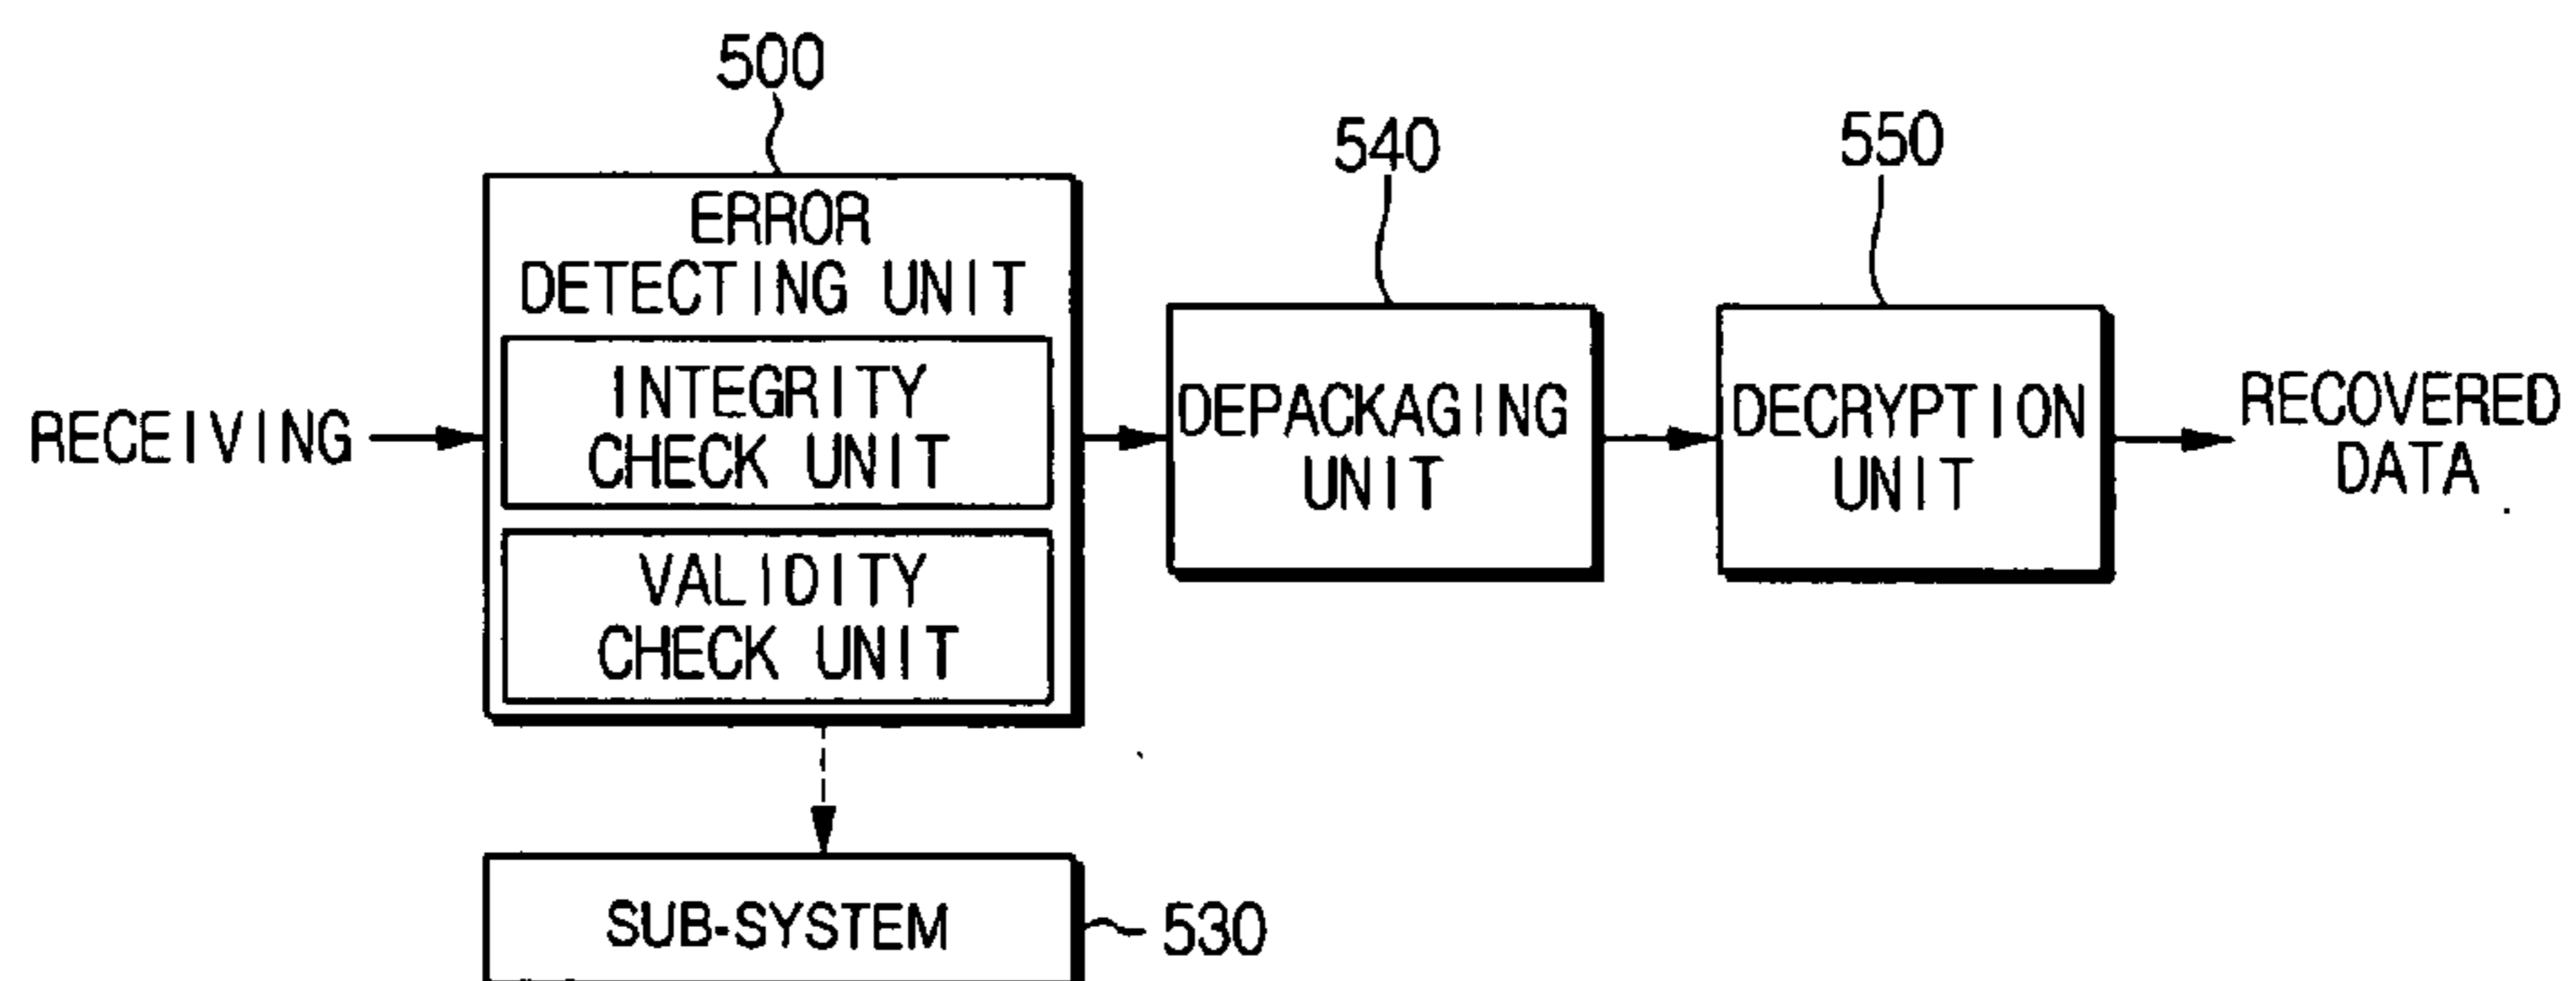 500
ERROR
DETECTING UNIT
INTEGRITY
CHECK UNIT
VALIDITY
CHECK UNIT
RECEIVING
540
DEPACKAGING
UNIT
550
DECRYPTION
UNIT
RECOVERED
DATA
SUB-SYSTEM
530